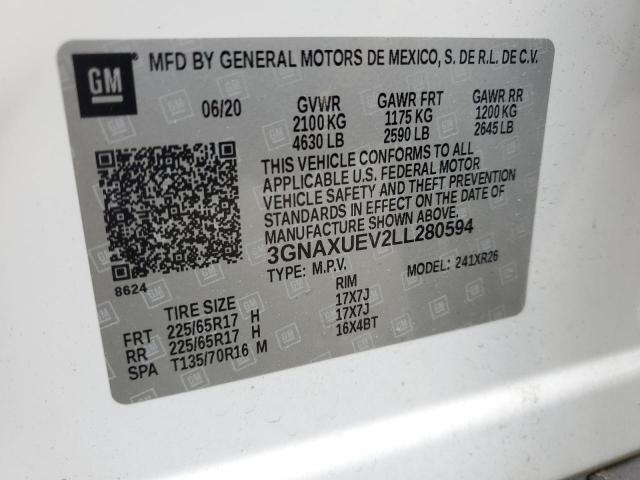 GM MFD BY GENERAL MOTORS DE MEXICO, S. DE R.L. DE C.V.
06/20 GVWR GAWR FRT GAWR RR
2100 KG 1175 KG 1200 KG
4630 LB 2590 LB 2645 LB
THIS VEHICLE CONFORMS TO ALL
APPLICABLE U.S. FEDERAL MOTOR
VEHICLE SAFETY AND THEFT PREVENTION
STANDARDS IN EFFECT ON THE DATE OF
MANUFACTURE SHOWN ABOVE.
3GNAXUEV2LL280594
8624 TYPE: M.P.V. MODEL: 241XR26
TIRE SIZE RIM
FRT 225/65R17 H 17X7J
RR 225/65R17 H 17X7J
SPA T135/70R16 M 16X4BT